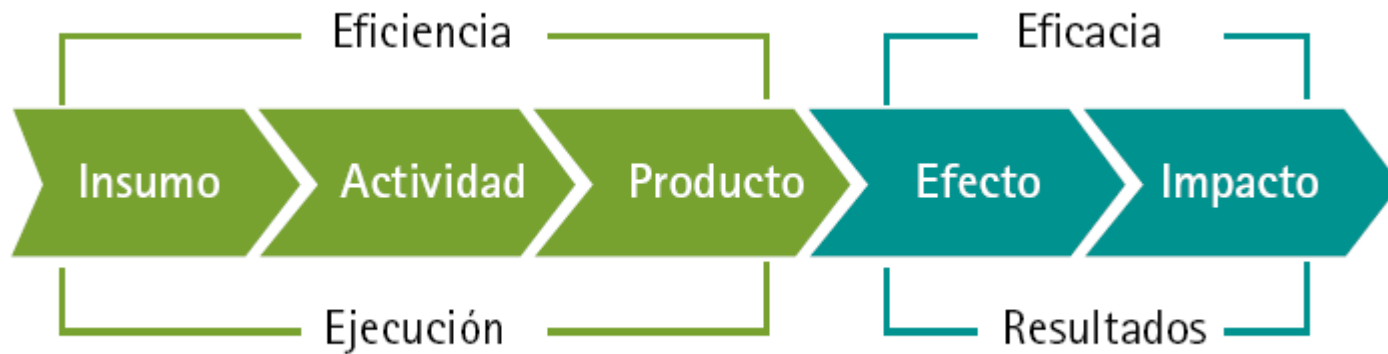 Eficiencia Eficacia
Insumo Actividad Producto Efecto Impacto
Ejecución Resultados